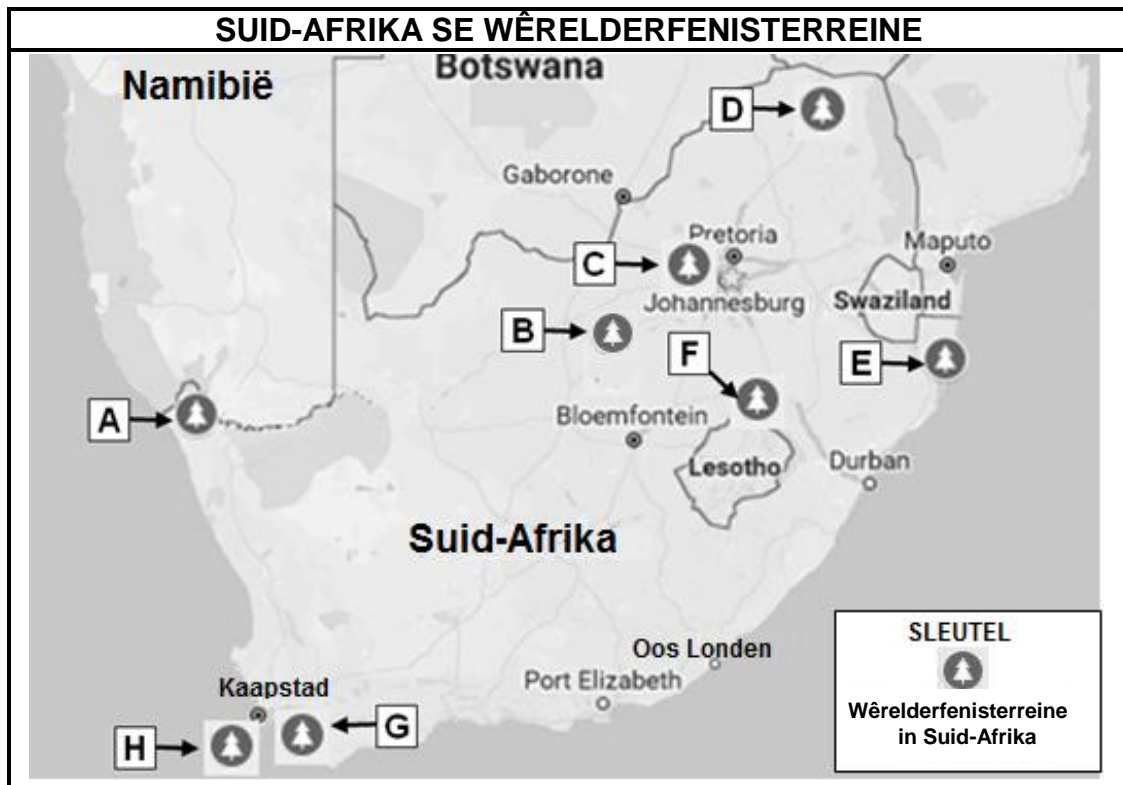 SUID-AFRIKA SE WÊRELDERFENISTERREINE
Namibië
Botswana
D
Gaborone
Pretoria
Maputo
C
Johannesburg
Swaziland
B
F
E
A
Bloemfontein
Lesotho
Durban
Suid-Afrika
Oos Londen
Port Elizabeth
Kaapstad
G
H
SLEUTEL
Wêrelderfenisterreine
in Suid-Afrika